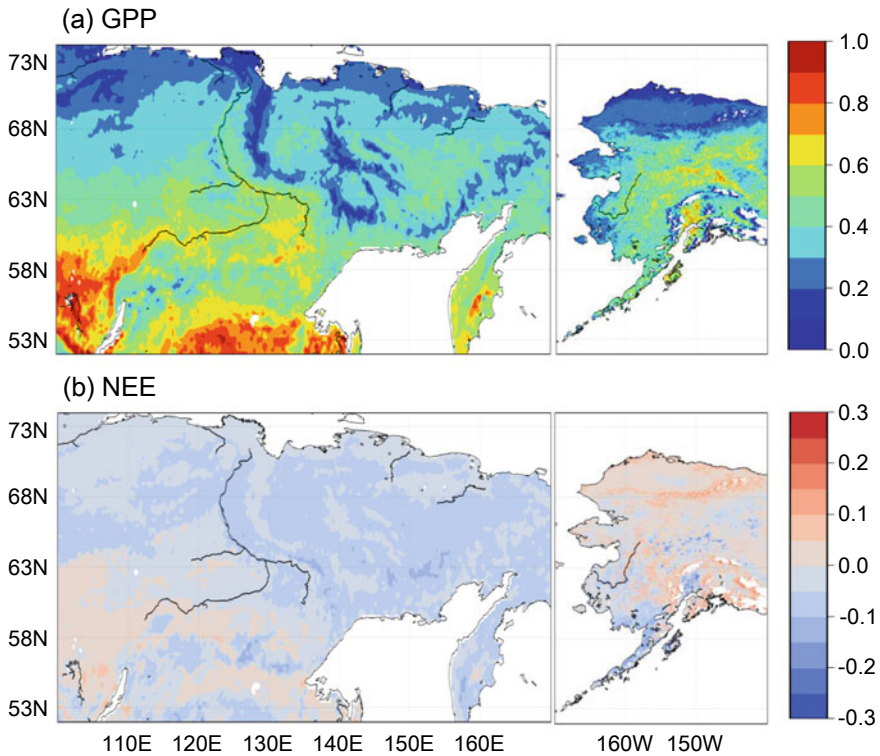 (a) GPP
73N
68N
63N
58N
53N
1.0
0.8
0.6
0.4
0.2
0.0
(b) NEE
73N
68N
63N
58N
53N
0.3
0.2
0.1
0.0
-0.1
-0.2
-0.3
110E 120E 130E 140E 150E 160E 160W 150W